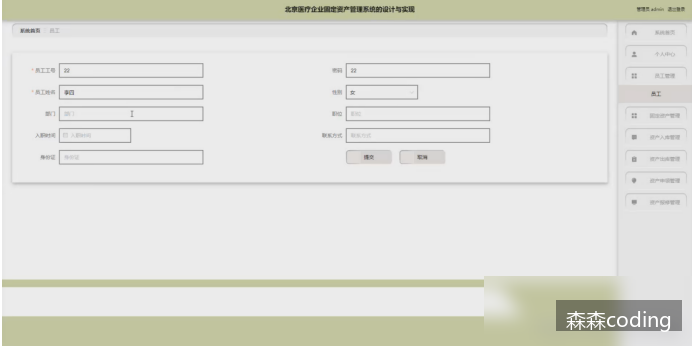 北京医疗企业固定资产管理系统的设计与实现
管理员 admin 退出登录
系统首页 / 员工
* 员工工号 22
密码 22
* 员工姓名 李四
性别 女
部门 部门
职位 职位
入职时间 入职时间
联系方式 联系方式
身份证 身份证
提交 取消
系统首页
个人中心
员工管理
员工
固定资产管理
资产入库管理
资产出库管理
资产申领管理
资产报废管理
森森coding